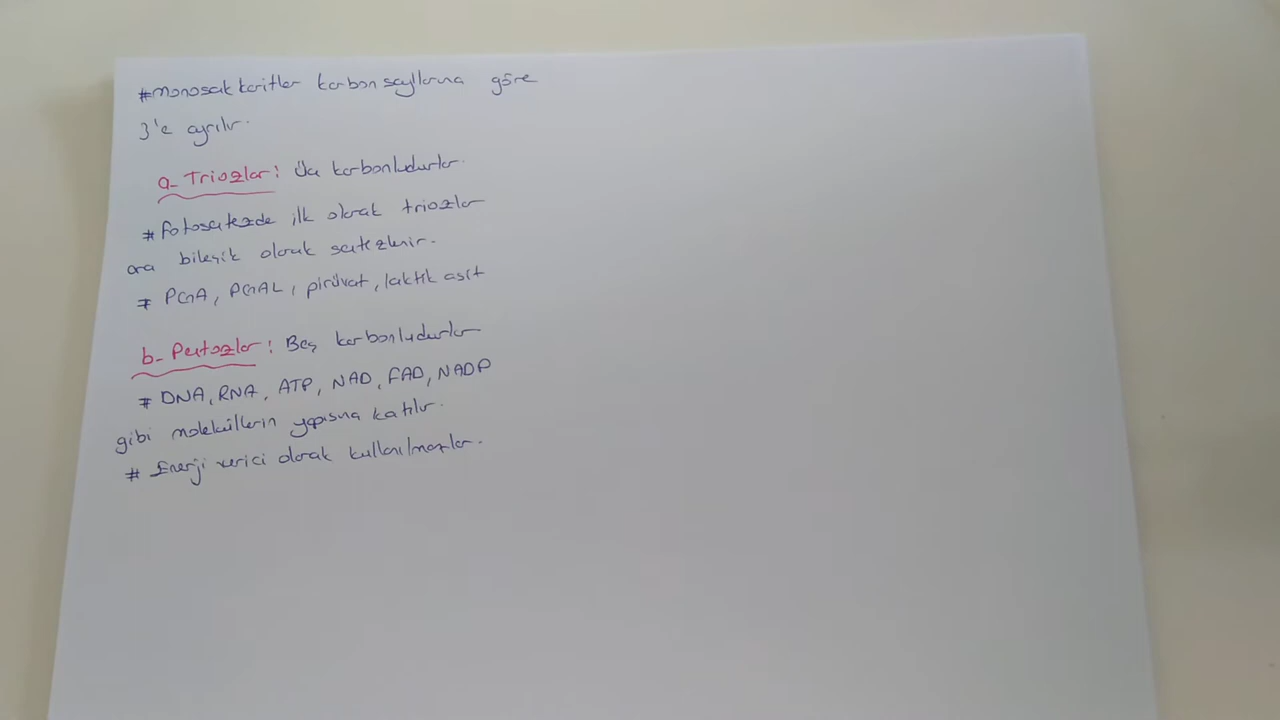 #monosakkaritler karbon sayılarına göre
3'e ayrılır.
a- Triozlar: Üç karbonludurlar.
# fotosentezde ilk olarak triozlar
ara bileşik olarak sentezlenir.
# PGA, PGAL, pirüvat, laktik asit
b- Pentozlar: Beş karbonludurlar
# DNA, RNA, ATP, NAD, FAD, NADP
gibi moleküllerin yapısına katılır.
# Enerji verici olarak kullanılmazlar.